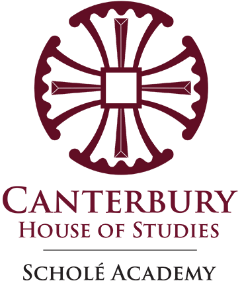 CANTERBURY
HOUSE OF STUDIES
SCHOLÉ ACADEMY